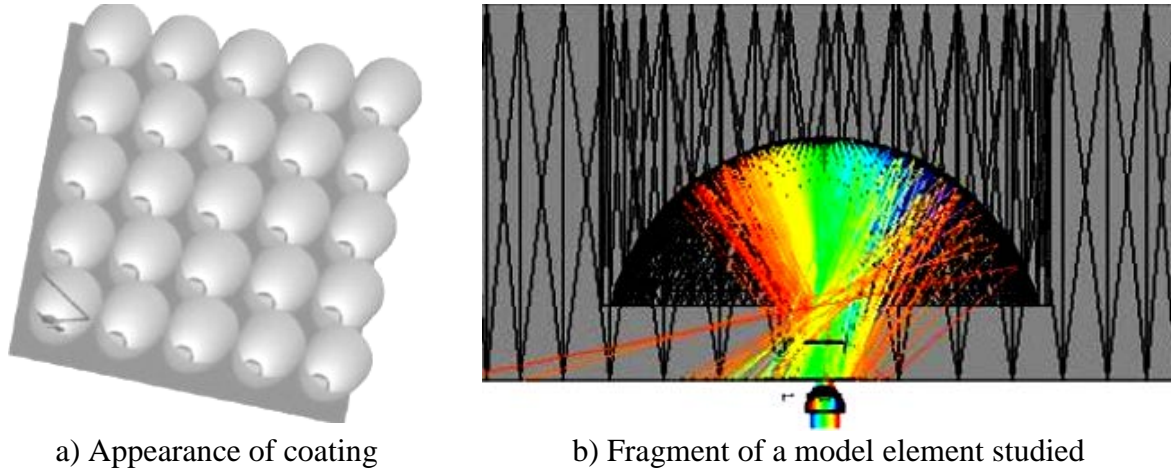 a) Appearance of coating
b) Fragment of a model element studied